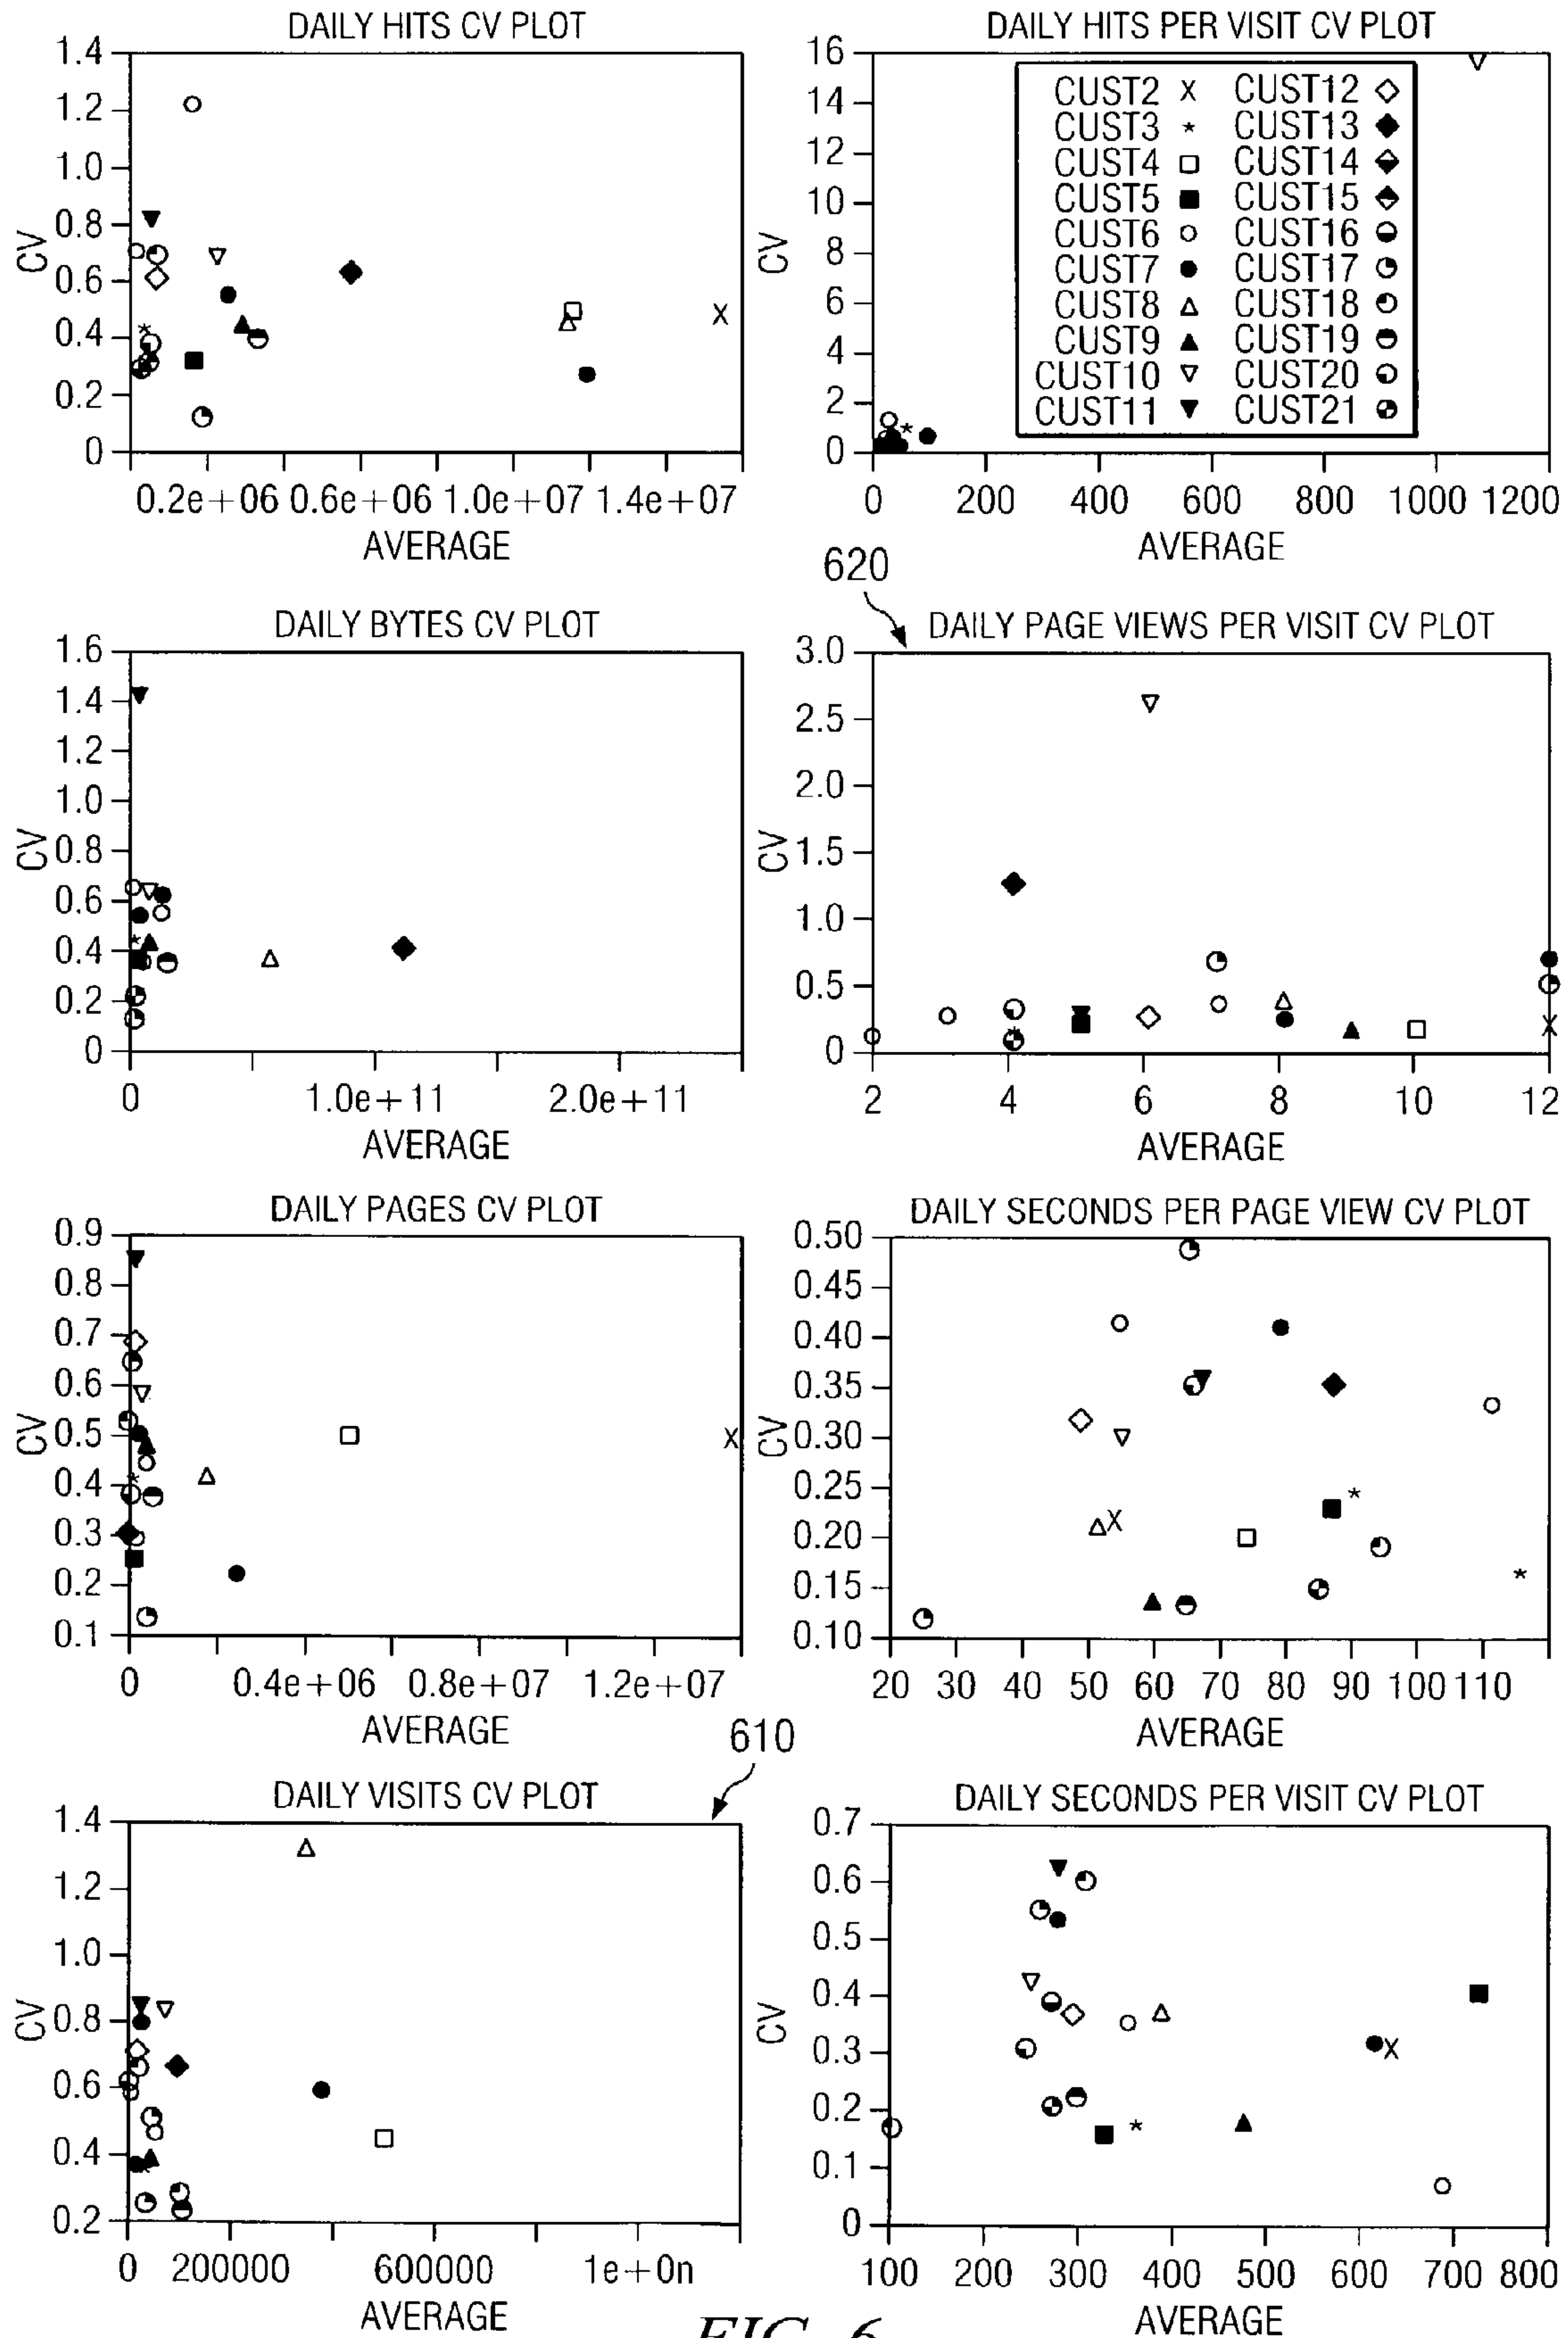 DAILY HITS CV PLOT
1.4
1.2
1.0
0.8
0.6
0.4
0.2
0
CV
0.2e+06 0.6e+06 1.0e+07 1.4e+07
AVERAGE
DAILY HITS PER VISIT CV PLOT
16
14
12
10
8
6
4
2
0
CV
CUST2 CUST12
CUST3 CUST13
CUST4 CUST14
CUST5 CUST15
CUST6 CUST16
CUST7 CUST17
CUST8 CUST18
CUST9 CUST19
CUST10 CUST20
CUST11 CUST21
0 200 400 600 800 1000 1200
AVERAGE
DAILY BYTES CV PLOT
1.6
1.4
1.2
1.0
0.8
0.6
0.4
0.2
0
CV
0 1.0e+11 2.0e+11
AVERAGE
620
DAILY PAGE VIEWS PER VISIT CV PLOT
3.0
2.5
2.0
1.5
1.0
0.5
0
CV
2 4 6 8 10 12
AVERAGE
DAILY PAGES CV PLOT
0.9
0.8
0.7
0.6
0.5
0.4
0.3
0.2
0.1
CV
0 0.4e+06 0.8e+07 1.2e+07
AVERAGE
DAILY SECONDS PER PAGE VIEW CV PLOT
0.50
0.45
0.40
0.35
0.30
0.25
0.20
0.15
0.10
CV
20 30 40 50 60 70 80 90 100 110
AVERAGE
610
DAILY VISITS CV PLOT
1.4
1.2
1.0
0.8
0.6
0.4
0.2
CV
0 200000 600000 1e+0n
AVERAGE
DAILY SECONDS PER VISIT CV PLOT
0.7
0.6
0.5
0.4
0.3
0.2
0.1
0
CV
100 200 300 400 500 600 700 800
AVERAGE
FIG. 6